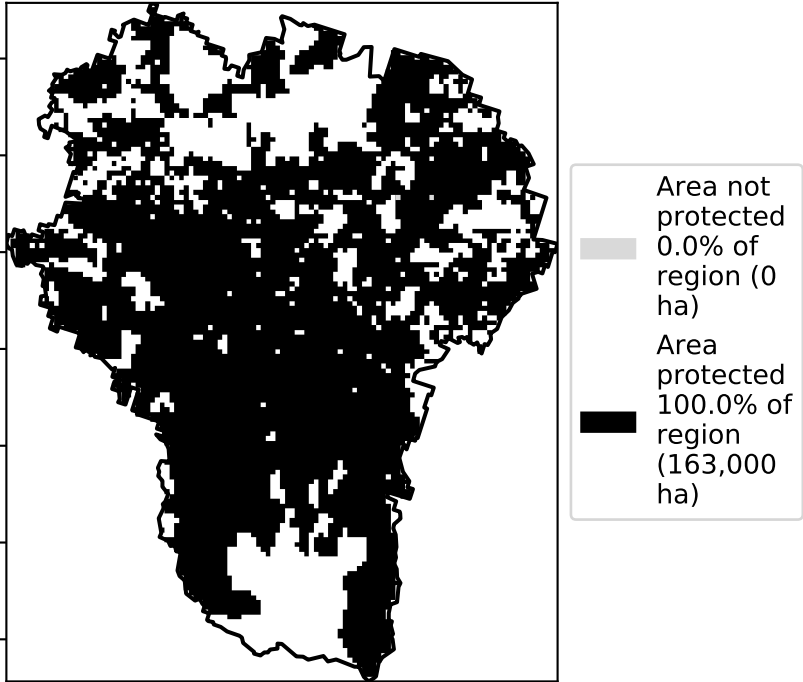 Area not
protected
0.0% of
region (0
ha)
Area
protected
100.0% of
region
(163,000
ha)